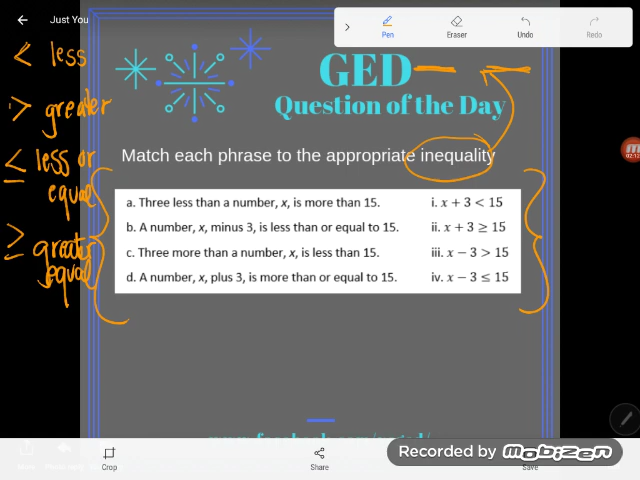 Just You
Pen
Eraser
Undo
Redo
< less
> greater
≤ less or
equal
≥ greater
equal
GED
Question of the Day
Match each phrase to the appropriate inequality
a. Three less than a number, x, is more than 15.
i. x + 3 < 15
b. A number, x, minus 3, is less than or equal to 15.
ii. x + 3 ≥ 15
c. Three more than a number, x, is less than 15.
iii. x − 3 > 15
d. A number, x, plus 3, is more than or equal to 15.
iv. x − 3 ≤ 15
02:12
Crop
Share
Save
Recorded by mobizen